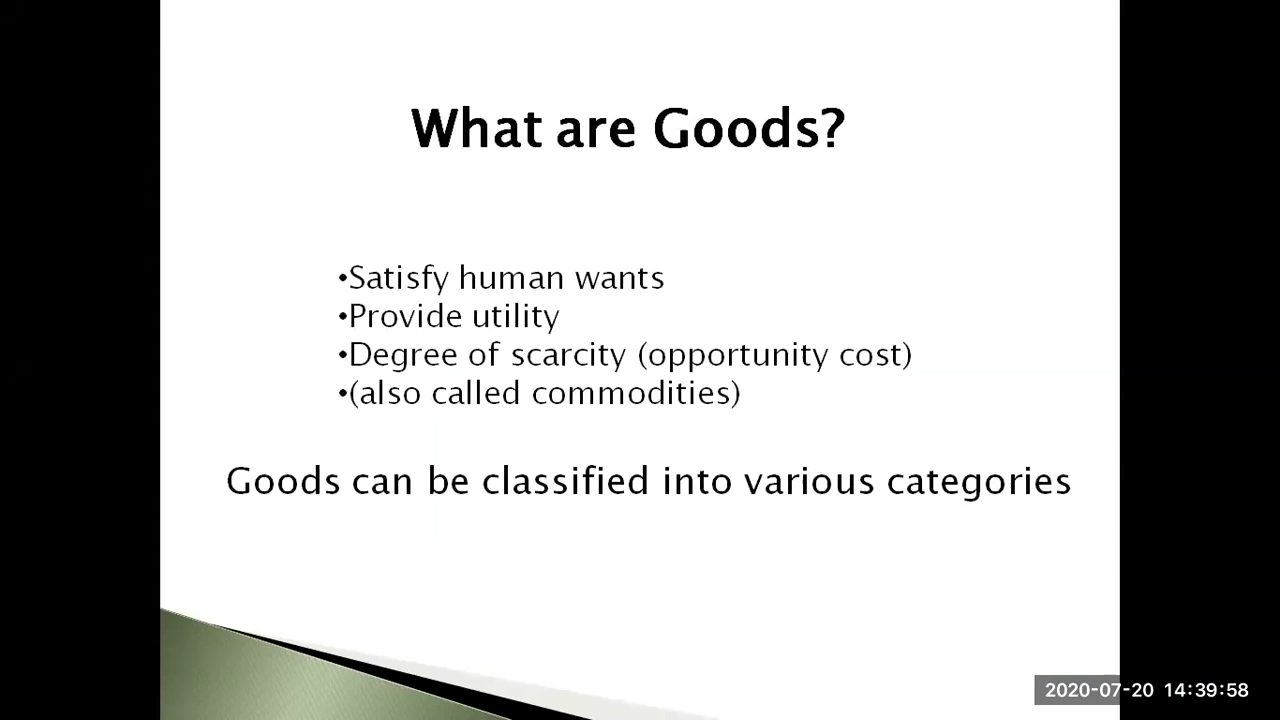 What are Goods?
•Satisfy human wants
•Provide utility
•Degree of scarcity (opportunity cost)
•(also called commodities)
Goods can be classified into various categories
2020-07-20 14:39:58